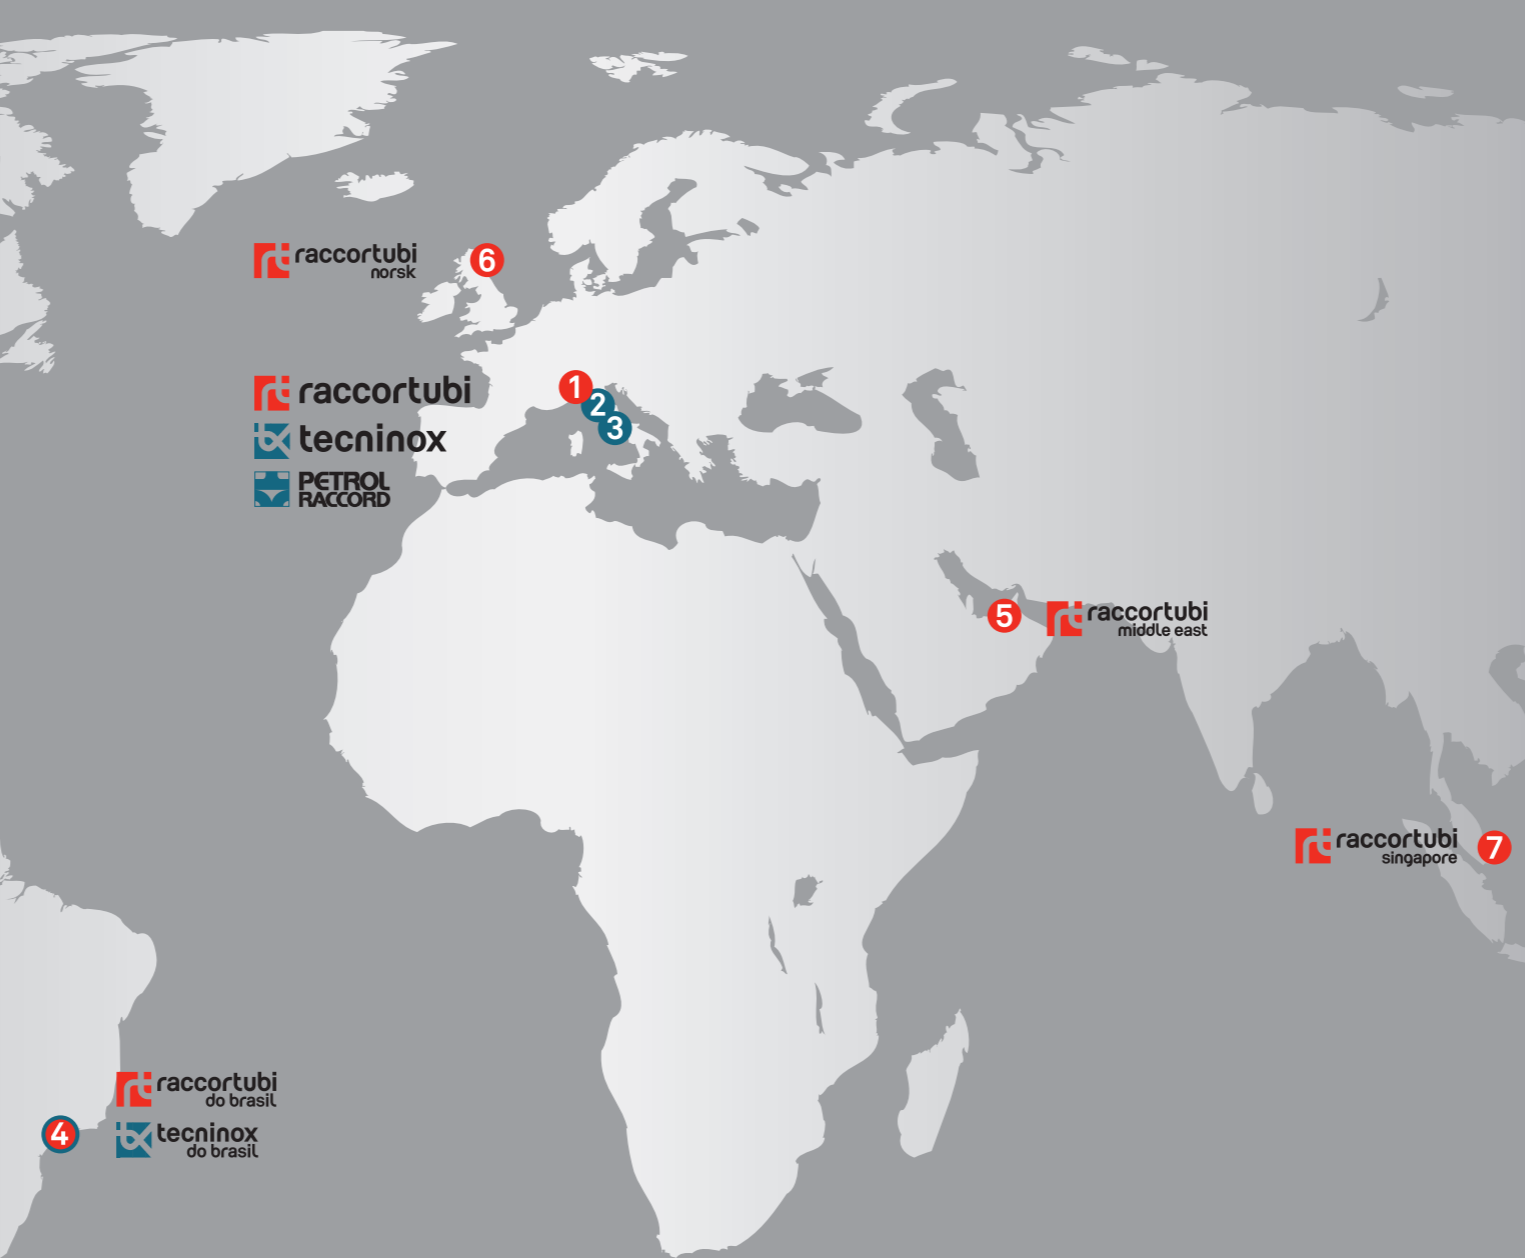 raccortubi
norsk
6
raccortubi
1
2
3
tecninox
PETROL
RACCORD
5
raccortubi
middle east
raccortubi
singapore
7
raccortubi
do brasil
4
tecninox
do brasil